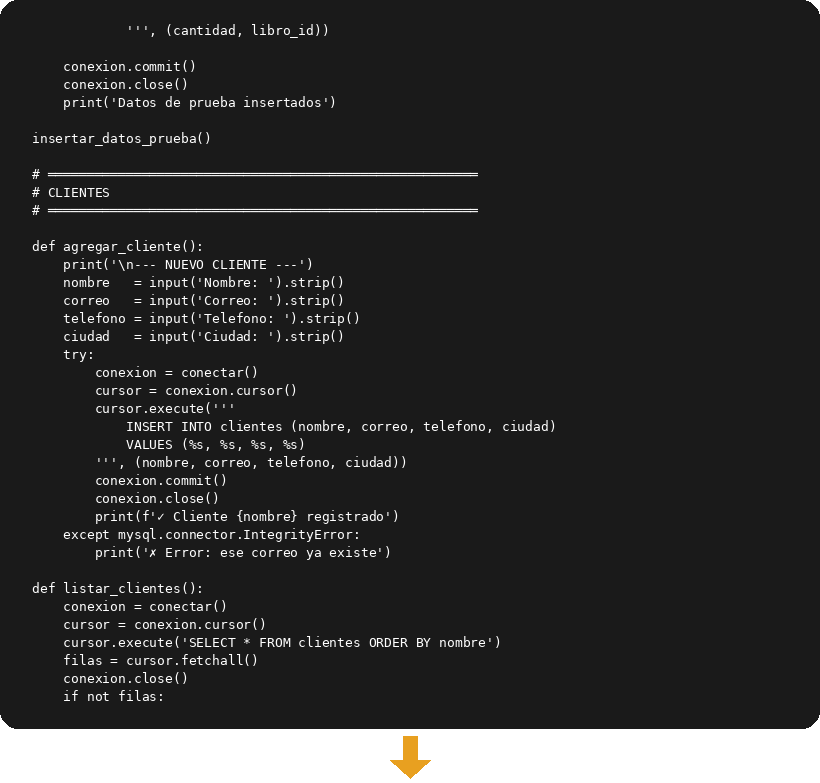 ''', (cantidad, libro_id))

    conexion.commit()
    conexion.close()
    print('Datos de prueba insertados')

insertar_datos_prueba()

# ═══════════════════════════════════════════════════════
# CLIENTES
# ═══════════════════════════════════════════════════════

def agregar_cliente():
    print('\n--- NUEVO CLIENTE ---')
    nombre   = input('Nombre: ').strip()
    correo   = input('Correo: ').strip()
    telefono = input('Telefono: ').strip()
    ciudad   = input('Ciudad: ').strip()
    try:
        conexion = conectar()
        cursor = conexion.cursor()
        cursor.execute('''
            INSERT INTO clientes (nombre, correo, telefono, ciudad)
            VALUES (%s, %s, %s, %s)
        ''', (nombre, correo, telefono, ciudad))
        conexion.commit()
        conexion.close()
        print(f'✓ Cliente {nombre} registrado')
    except mysql.connector.IntegrityError:
        print('✗ Error: ese correo ya existe')

def listar_clientes():
    conexion = conectar()
    cursor = conexion.cursor()
    cursor.execute('SELECT * FROM clientes ORDER BY nombre')
    filas = cursor.fetchall()
    conexion.close()
    if not filas: